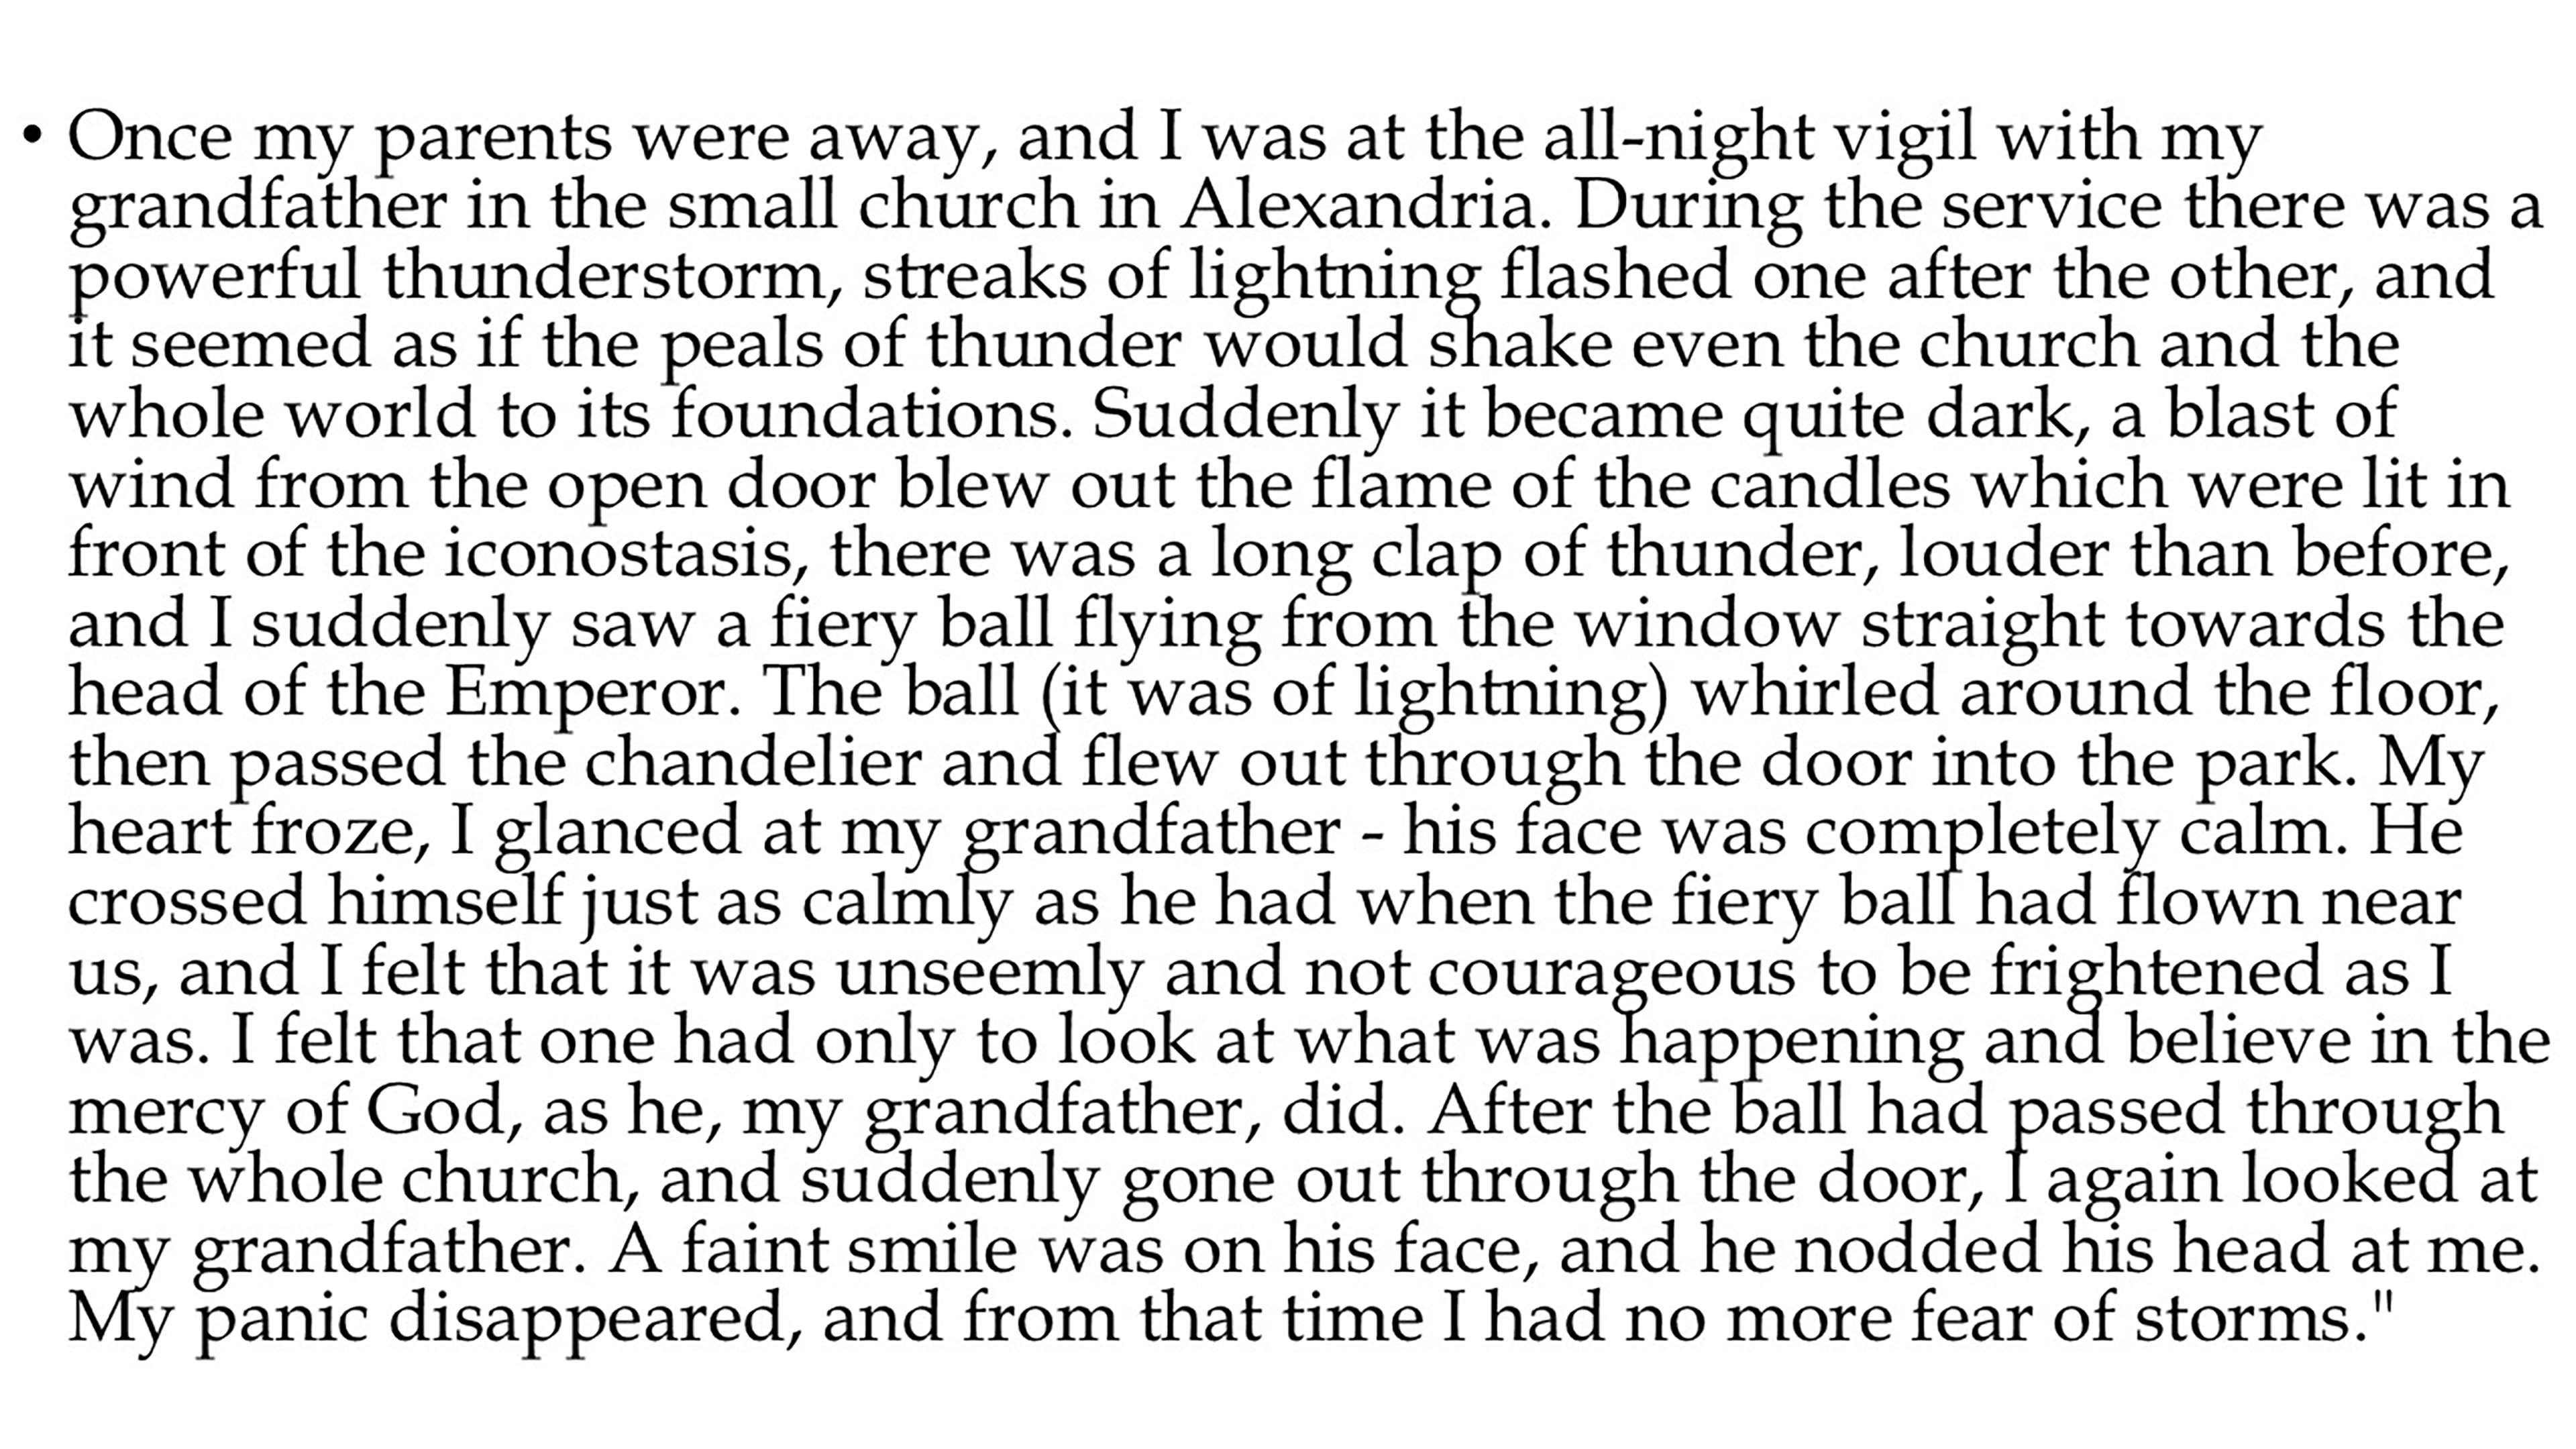 • Once my parents were away, and I was at the all-night vigil with my
grandfather in the small church in Alexandria. During the service there was a
powerful thunderstorm, streaks of lightning flashed one after the other, and
it seemed as if the peals of thunder would shake even the church and the
whole world to its foundations. Suddenly it became quite dark, a blast of
wind from the open door blew out the flame of the candles which were lit in
front of the iconostasis, there was a long clap of thunder, louder than before,
and I suddenly saw a fiery ball flying from the window straight towards the
head of the Emperor. The ball (it was of lightning) whirled around the floor,
then passed the chandelier and flew out through the door into the park. My
heart froze, I glanced at my grandfather - his face was completely calm. He
crossed himself just as calmly as he had when the fiery ball had flown near
us, and I felt that it was unseemly and not courageous to be frightened as I
was. I felt that one had only to look at what was happening and believe in the
mercy of God, as he, my grandfather, did. After the ball had passed through
the whole church, and suddenly gone out through the door, I again looked at
my grandfather. A faint smile was on his face, and he nodded his head at me.
My panic disappeared, and from that time I had no more fear of storms."